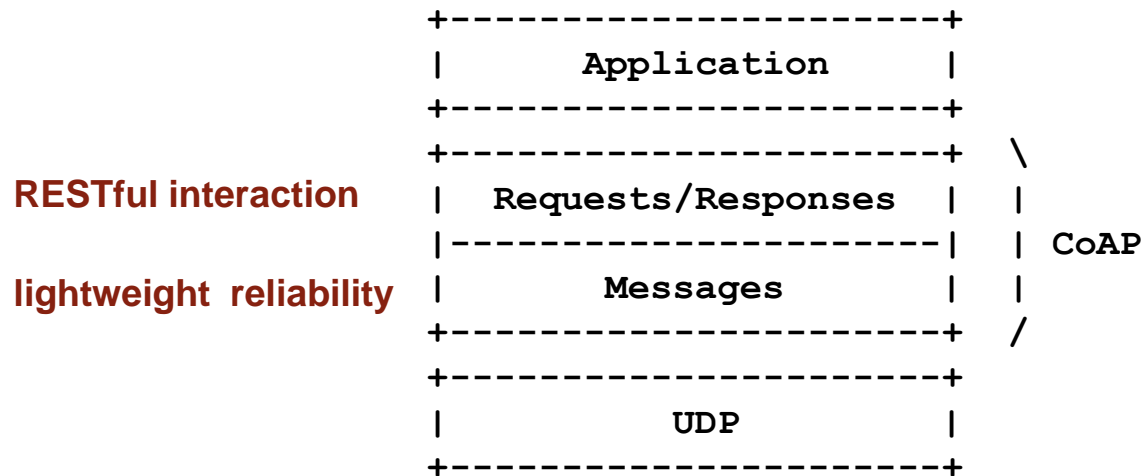 +----------------------+
|      Application     |
+----------------------+
+----------------------+  \
RESTful interaction |  Requests/Responses  |  |
|----------------------|  | CoAP
lightweight reliability |       Messages       |  |
+----------------------+  /
+----------------------+
|          UDP         |
+----------------------+